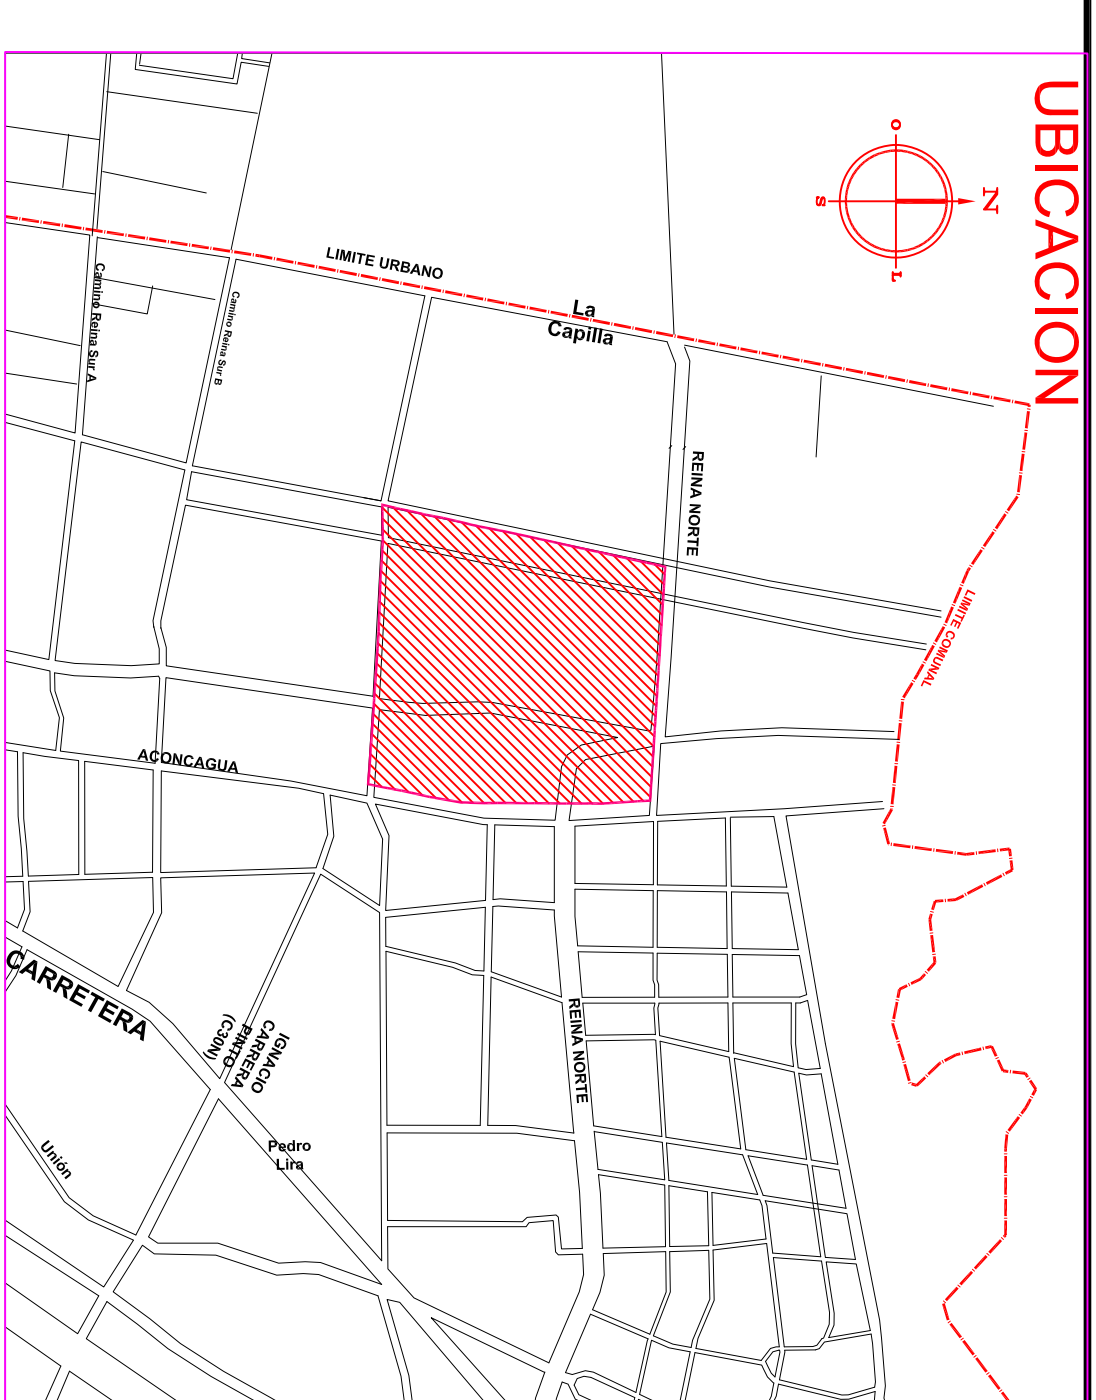 UBICACION
O
N
S
L
LIMITE URBANO
La
Capilla
Camino Reina Sur A
Camino Reina Sur B
REINA NORTE
LIMITE COMUNAL
ACONCAGUA
CARRETERA
IGNACIO
CARRERA
PINTO
(C30N)
REINA NORTE
Pedro
Lira
Unión